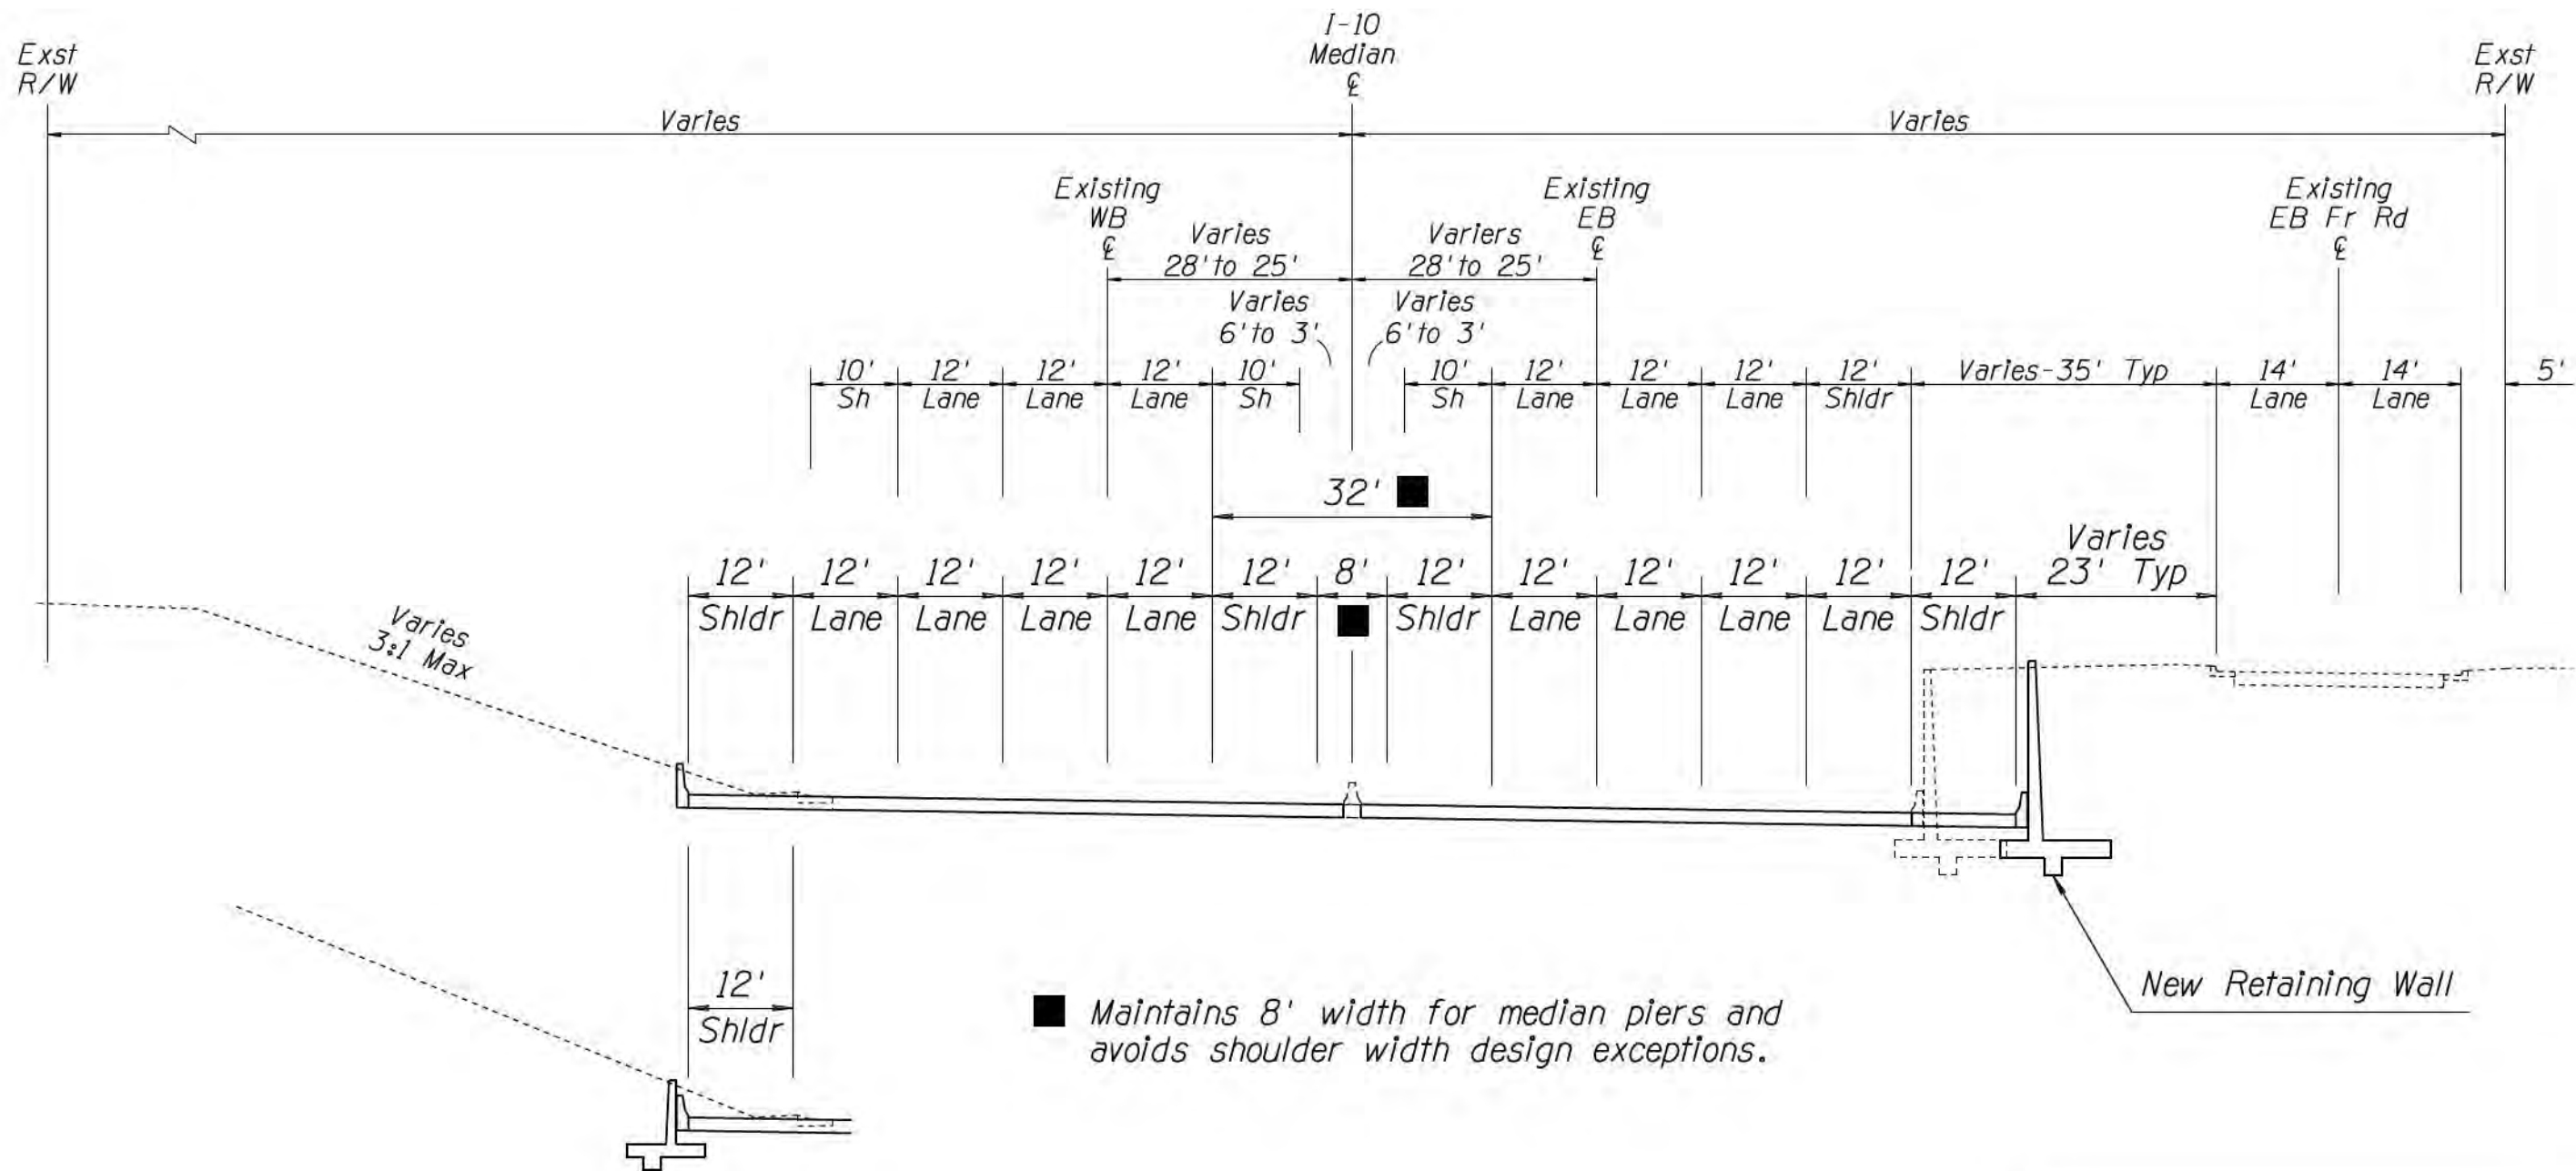 I-10
Median
℄
Exst
R/W
Exst
R/W
Varies
Varies
Existing
WB
℄
Existing
EB
℄
Existing
EB Fr Rd
℄
Varies
28' to 25'
Variers
28' to 25'
Varies
6' to 3'
Varies
6' to 3'
10' 12' 12' 12' 10' 10' 12' 12' 12' 12' Varies-35' Typ 14' 14' 5'
Sh Lane Lane Lane Sh Sh Lane Lane Lane Shldr Lane Lane
32' ■
Varies
23' Typ
12' 12' 12' 12' 12' 12' 8' 12' 12' 12' 12' 12' 12'
Shldr Lane Lane Lane Lane Shldr ■ Shldr Lane Lane Lane Lane Shldr
Varies
3:1 Max
12'
Shldr
■ Maintains 8' width for median piers and
avoids shoulder width design exceptions.
New Retaining Wall